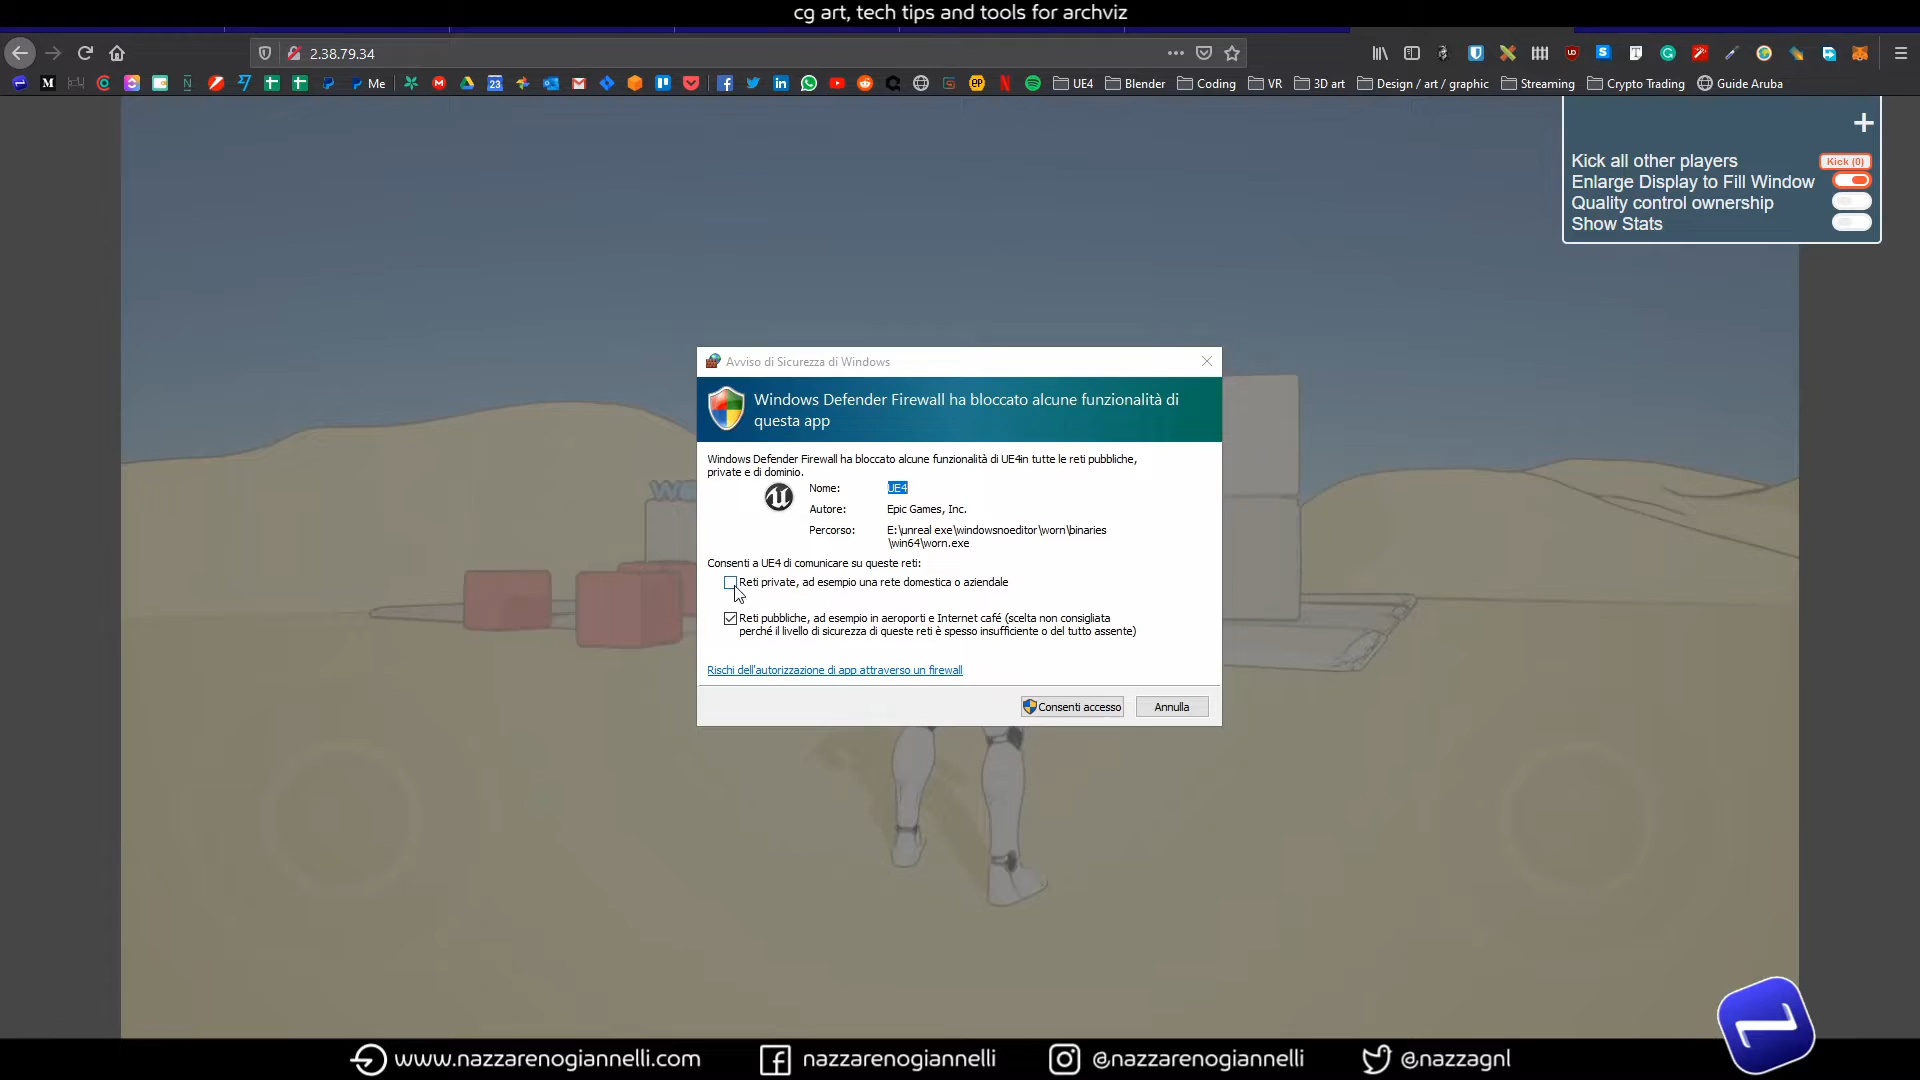 cg art, tech tips and tools for archviz
2.38.79.34
Me
UE4
Blender
Coding
VR
3D art
Design / art / graphic
Streaming
Crypto Trading
Guide Aruba
Kick all other players
Kick (0)
Enlarge Display to Fill Window
Quality control ownership
Show Stats
Avviso di Sicurezza di Windows
Windows Defender Firewall ha bloccato alcune funzionalità di
questa app
Windows Defender Firewall ha bloccato alcune funzionalità di UE4in tutte le reti pubbliche,
private e di dominio.
Nome: UE4
Autore: Epic Games, Inc.
Percorso: E:\unreal exe\windowsnoeditor\worn\binaries
\win64\worn.exe
Consenti a UE4 di comunicare su queste reti:
Reti private, ad esempio una rete domestica o aziendale
Reti pubbliche, ad esempio in aeroporti e Internet café (scelta non consigliata
perché il livello di sicurezza di queste reti è spesso insufficiente o del tutto assente)
Rischi dell'autorizzazione di app attraverso un firewall
Consenti accesso
Annulla
www.nazzarenogiannelli.com
nazzarenogiannelli
@nazzarenogiannelli
@nazzagnl